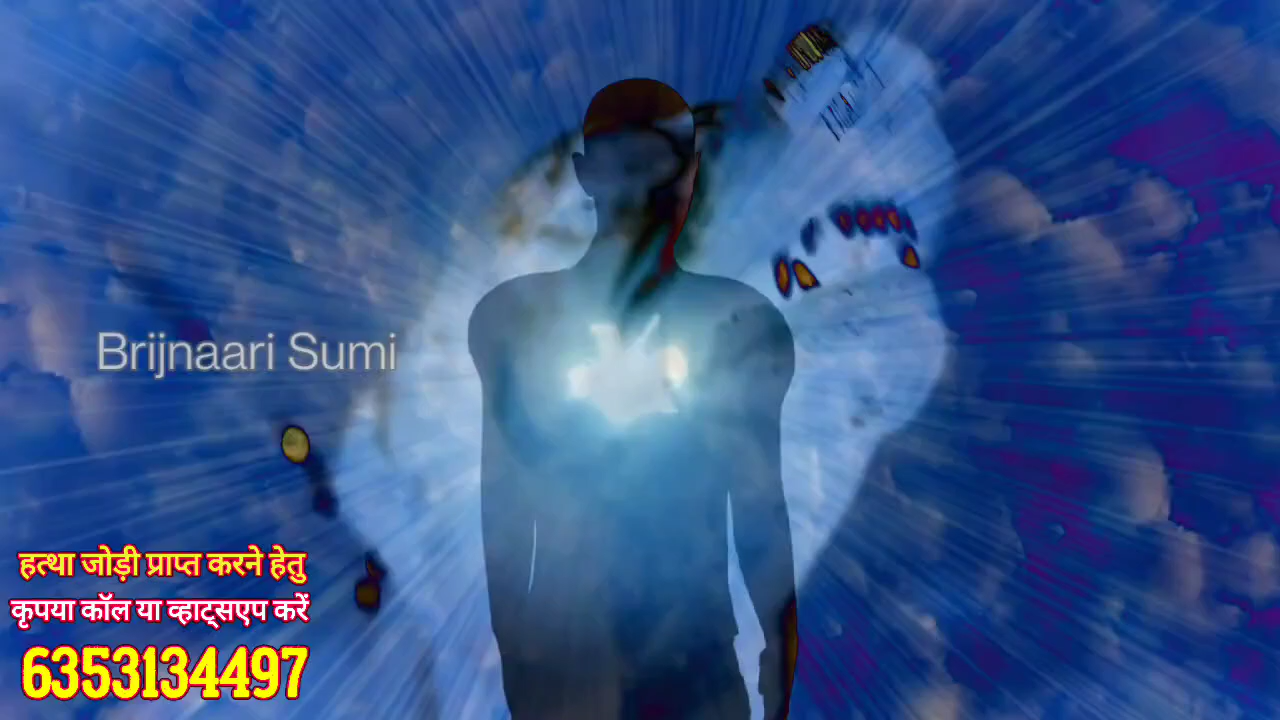 Brijnaari Sumi
हत्था जोड़ी प्राप्त करने हेतु
कृपया कॉल या व्हाट्सएप करें
6353134497